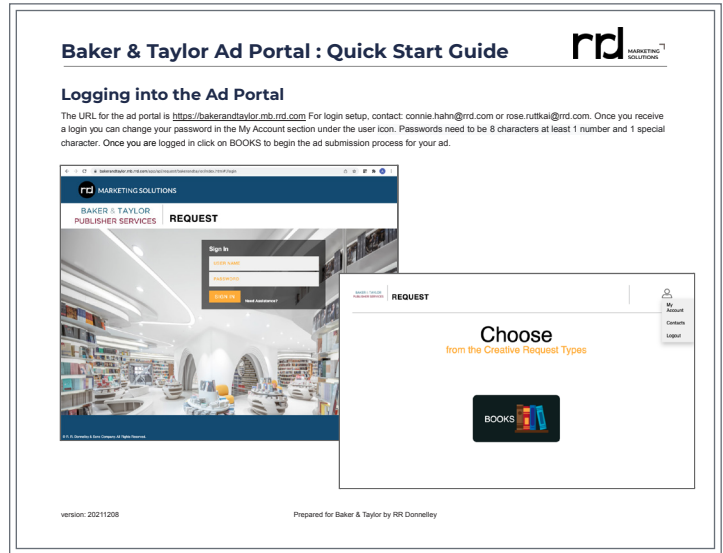 Baker & Taylor Ad Portal : Quick Start Guide
rrd MARKETING
SOLUTIONS
Logging into the Ad Portal
The URL for the ad portal is https://bakerandtaylor.mb.rrd.com For login setup, contact: connie.hahn@rrd.com or rose.ruttkai@rrd.com. Once you receive
a login you can change your password in the My Account section under the user icon. Passwords need to be 8 characters at least 1 number and 1 special
character. Once you are logged in click on BOOKS to begin the ad submission process for your ad.
rrd MARKETING SOLUTIONS
BAKER & TAYLOR
PUBLISHER SERVICES
REQUEST
Sign In
USER NAME
PASSWORD
SIGN IN
Need Assistance?
© R. R. Donnelley & Sons Company. All Rights Reserved.
BAKER & TAYLOR
PUBLISHER SERVICES
REQUEST
My
Account
Contacts
Logout
Choose
from the Creative Request Types
BOOKS
version: 20211208
Prepared for Baker & Taylor by RR Donnelley